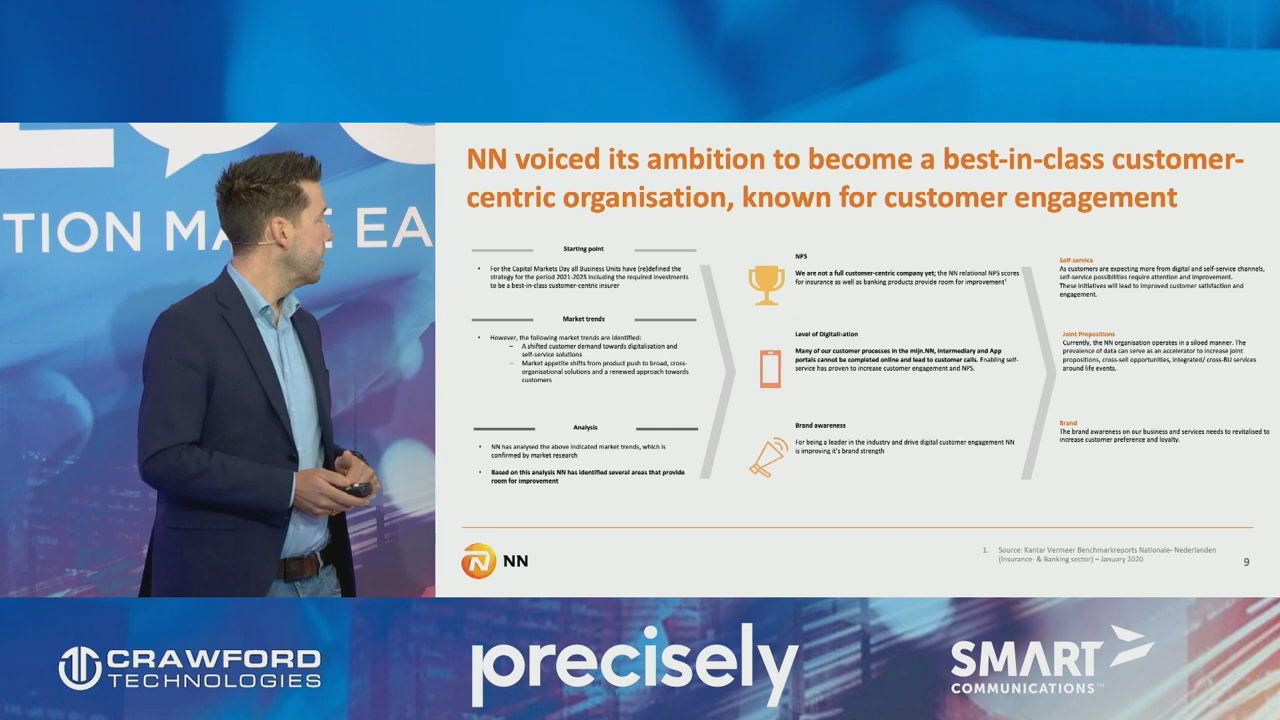 TION MA E EA
NN voiced its ambition to become a best-in-class customer-
centric organisation, known for customer engagement
Starting point
• For the Capital Markets Day all Business Units have (re)defined the
strategy for the period 2021-2025 including the required investments
to be a best-in-class customer-centric insurer
Market trends
• However, the following market trends are identified:
– A shifted customer demand towards digitalisation and
self-service solutions
– Market appetite shifts from product push to broad, cross-
organisational solutions and a renewed approach towards
customers
Analysis
• NN has analysed the above indicated market trends, which is
confirmed by market research
• Based on this analysis NN has identified several areas that provide
room for improvement
NPS
We are not a full customer-centric company yet; the NN relational NPS scores
for insurance as well as banking products provide room for improvement¹
Level of Digitalisation
Many of our customer processes in the mijn.NN, Intermediary and App
portals cannot be completed online and lead to customer calls. Enabling self-
service has proven to increase customer engagement and NPS.
Brand awareness
For being a leader in the industry and drive digital customer engagement NN
is improving it's brand strength
Self-service
As customers are expecting more from digital and self-service channels,
self-service possibilities require attention and improvement.
These initiatives will lead to improved customer satisfaction and
engagement.
Joint Propositions
Currently, the NN organisation operates in a siloed manner. The
prevalence of data can serve as an accelerator to increase joint
propositions, cross-sell opportunities, integrated/ cross-BU services
around life events.
Brand
The brand awareness on our business and services needs to revitalised to
increase customer preference and loyalty.
NN
1. Source: Kantar Vermeer Benchmarkreports Nationale- Nederlanden
(Insurance- & Banking sector) – January 2020
9
CRAWFORD
TECHNOLOGIES
precisely
SMART
COMMUNICATIONS™